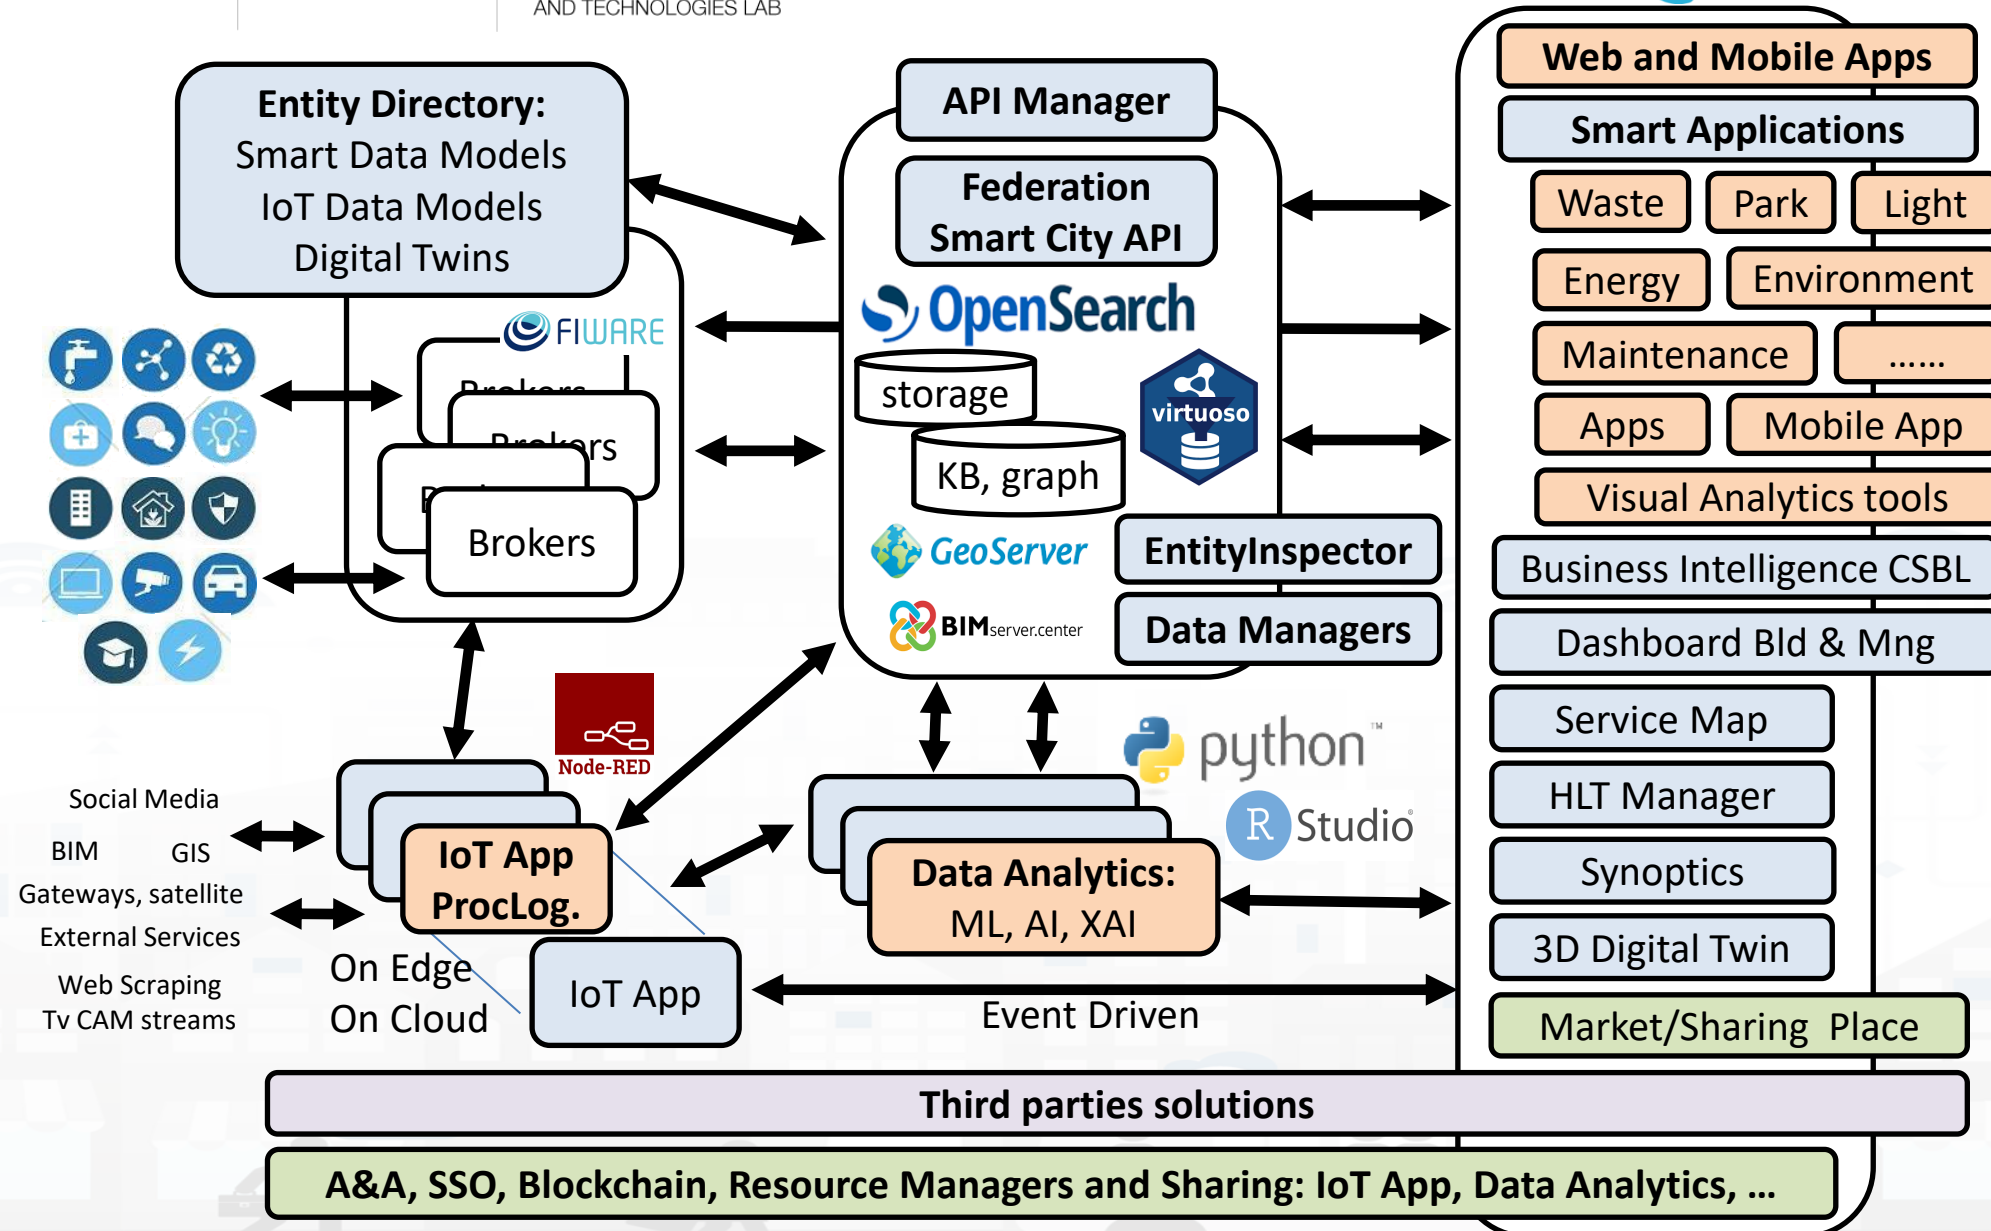 AND TECHNOLOGIES LAB
Entity Directory:
Smart Data Models
IoT Data Models
Digital Twins
FIWARE
Brokers
Brokers
Brokers
API Manager
Federation
Smart City API
OpenSearch
storage
virtuoso
KB, graph
GeoServer
EntityInspector
BIMserver.center
Data Managers
Web and Mobile Apps
Smart Applications
Waste
Park
Light
Energy
Environment
Maintenance
......
Apps
Mobile App
Visual Analytics tools
Business Intelligence CSBL
Dashboard Bld & Mng
Service Map
HLT Manager
Synoptics
3D Digital Twin
Market/Sharing Place
Node-RED
python™
R Studio®
Social Media
BIM GIS
Gateways, satellite
External Services
Web Scraping
Tv CAM streams
IoT App
ProcLog.
On Edge
On Cloud
IoT App
Data Analytics:
ML, AI, XAI
Event Driven
Third parties solutions
A&A, SSO, Blockchain, Resource Managers and Sharing: IoT App, Data Analytics, ...